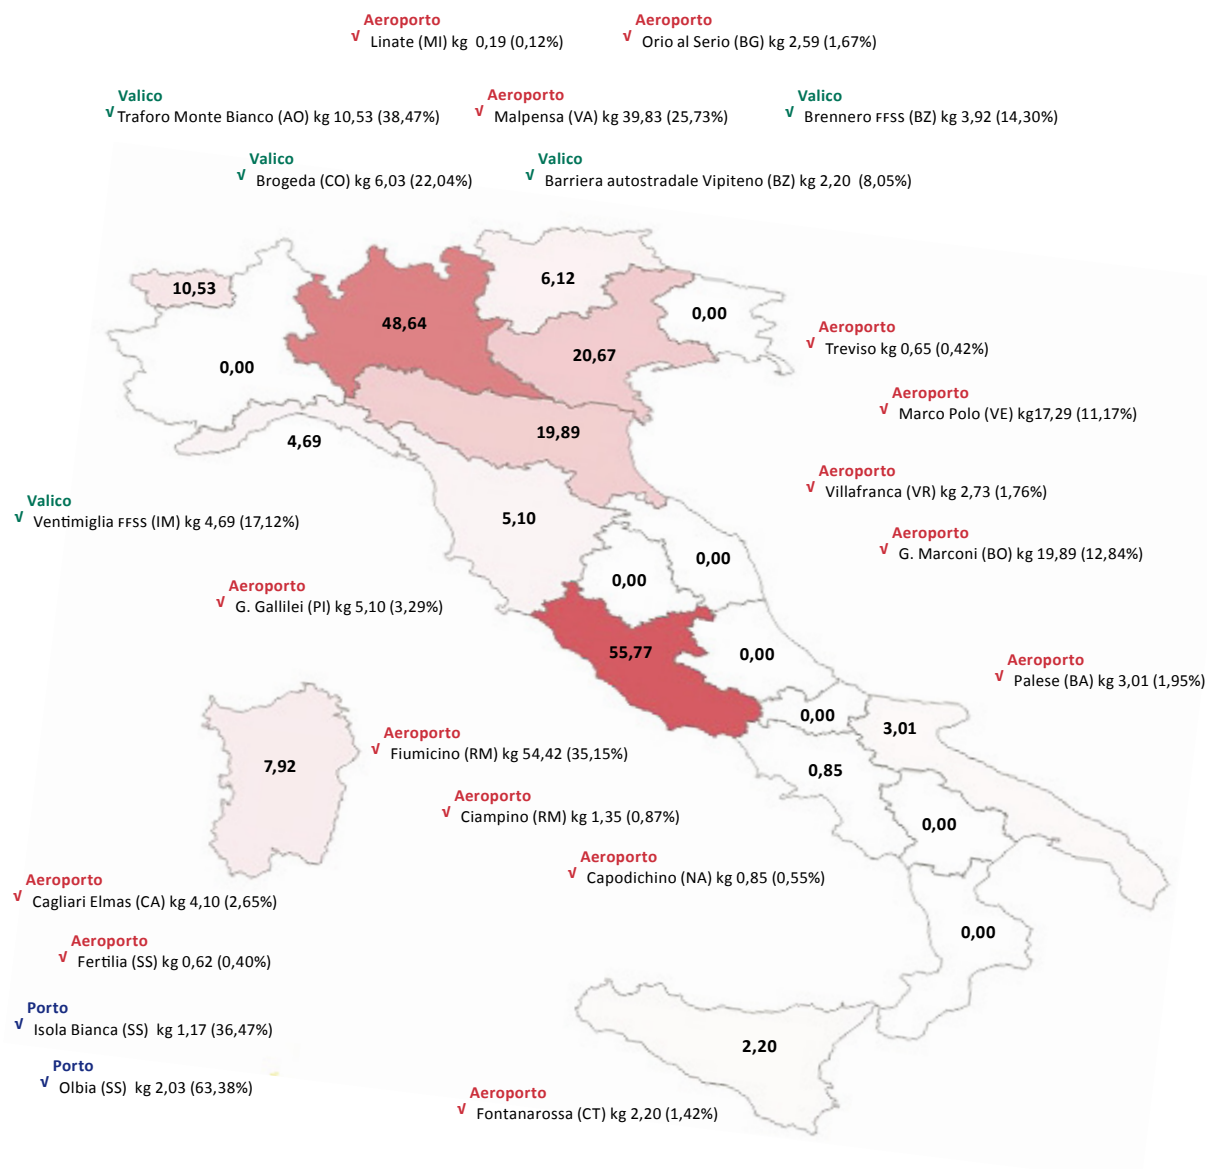 Aeroporto
√ Linate (MI) kg 0,19 (0,12%)
Aeroporto
√ Orio al Serio (BG) kg 2,59 (1,67%)
Valico
√ Traforo Monte Bianco (AO) kg 10,53 (38,47%)
Aeroporto
√ Malpensa (VA) kg 39,83 (25,73%)
Valico
√ Brennero FFSS (BZ) kg 3,92 (14,30%)
Valico
√ Brogeda (CO) kg 6,03 (22,04%)
Valico
√ Barriera autostradale Vipiteno (BZ) kg 2,20 (8,05%)
6,12
10,53
0,00
48,64
20,67
0,00
Aeroporto
√ Treviso kg 0,65 (0,42%)
Aeroporto
√ Marco Polo (VE) kg17,29 (11,17%)
19,89
4,69
Aeroporto
√ Villafranca (VR) kg 2,73 (1,76%)
Valico
√ Ventimiglia FFSS (IM) kg 4,69 (17,12%)
5,10
Aeroporto
√ G. Marconi (BO) kg 19,89 (12,84%)
0,00
0,00
Aeroporto
√ G. Gallilei (PI) kg 5,10 (3,29%)
55,77
0,00
Aeroporto
√ Palese (BA) kg 3,01 (1,95%)
0,00
3,01
Aeroporto
√ Fiumicino (RM) kg 54,42 (35,15%)
7,92
0,85
Aeroporto
√ Ciampino (RM) kg 1,35 (0,87%)
0,00
Aeroporto
√ Capodichino (NA) kg 0,85 (0,55%)
Aeroporto
√ Cagliari Elmas (CA) kg 4,10 (2,65%)
0,00
Aeroporto
√ Fertilia (SS) kg 0,62 (0,40%)
Porto
√ Isola Bianca (SS) kg 1,17 (36,47%)
2,20
Porto
√ Olbia (SS) kg 2,03 (63,38%)
Aeroporto
√ Fontanarossa (CT) kg 2,20 (1,42%)